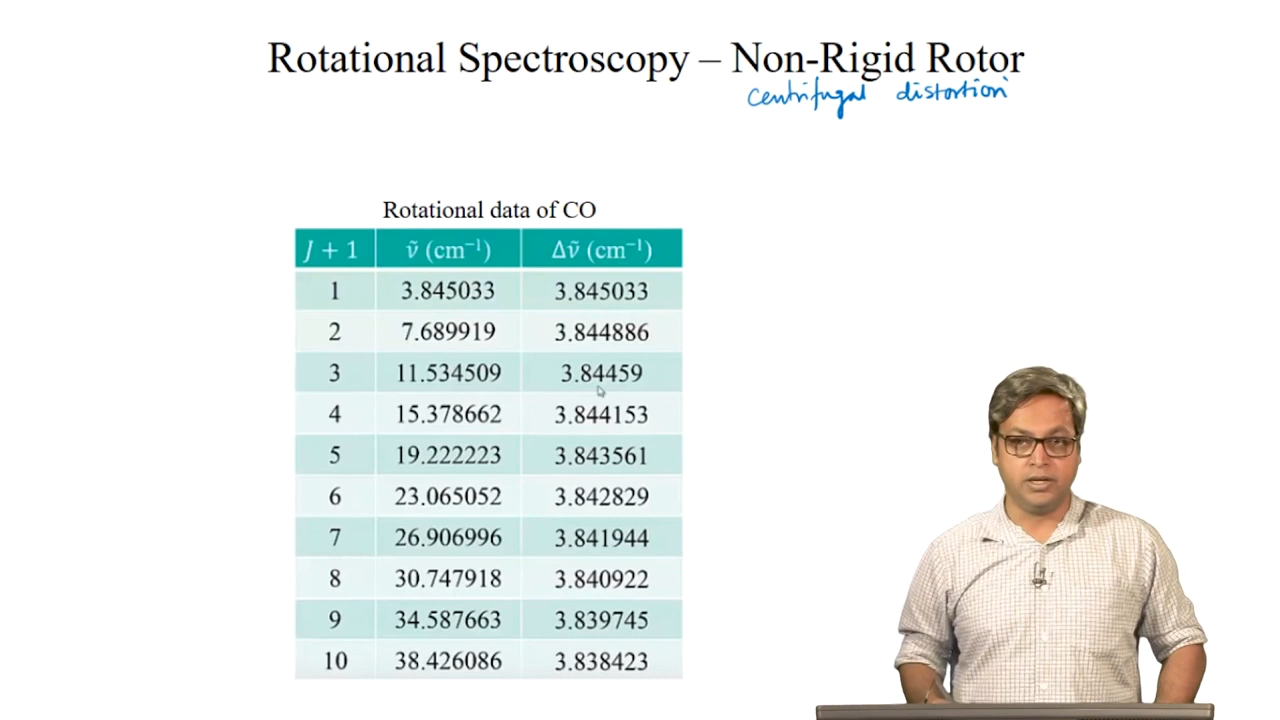 Rotational Spectroscopy – Non-Rigid Rotor
centrifugal distortion
Rotational data of CO
J + 1 ν̃ (cm⁻¹) Δν̃ (cm⁻¹)
1 3.845033 3.845033
2 7.689919 3.844886
3 11.534509 3.84459
4 15.378662 3.844153
5 19.222223 3.843561
6 23.065052 3.842829
7 26.906996 3.841944
8 30.747918 3.840922
9 34.587663 3.839745
10 38.426086 3.838423